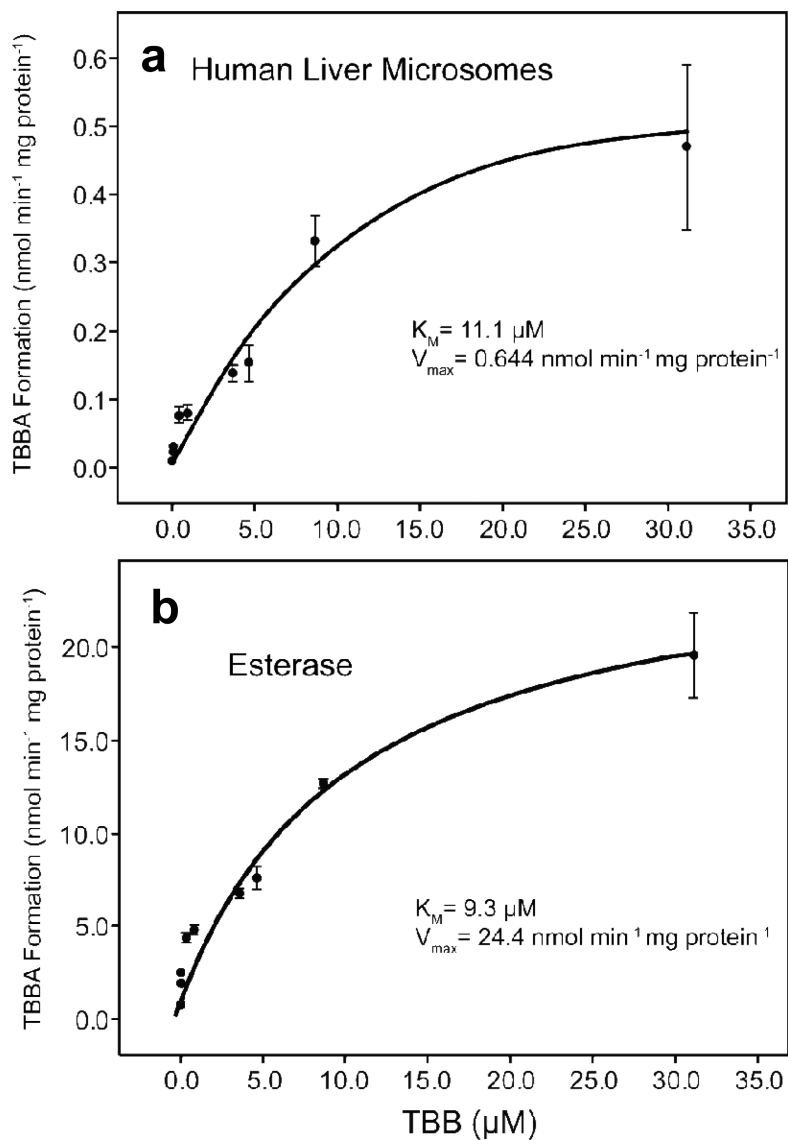 a Human Liver Microsomes
TBBA Formation (nmol min⁻¹ mg protein⁻¹)
0.6
0.5
0.4
0.3
0.2
0.1
0.0
K_M= 11.1 µM
V_max= 0.644 nmol min⁻¹ mg protein⁻¹
0.0 5.0 10.0 15.0 20.0 25.0 30.0 35.0
b
Esterase
TBBA Formation (nmol min⁻¹ mg protein⁻¹)
20.0
15.0
10.0
5.0
0.0
K_M= 9.3 µM
V_max= 24.4 nmol min⁻¹ mg protein⁻¹
0.0 5.0 10.0 15.0 20.0 25.0 30.0 35.0
TBB (µM)